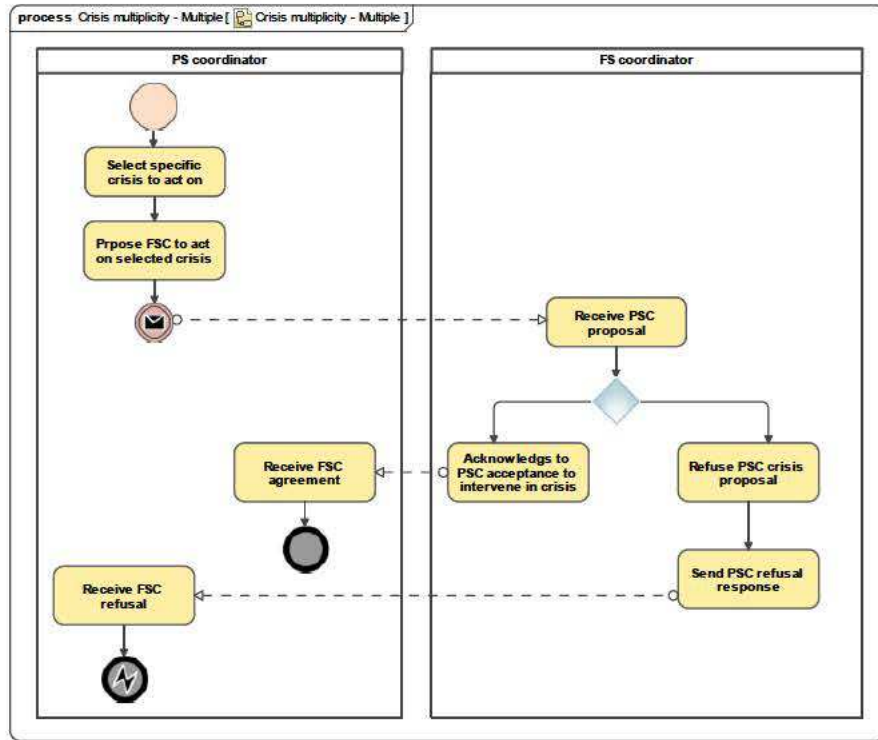 process Crisis multiplicity - Multiple [ Crisis multiplicity - Multiple ]
PS coordinator
FS coordinator
Select specific
crisis to act on
Prpose FSC to act
on selected crisis
Receive PSC
proposal
Receive FSC
agreement
Acknowledgs to
PSC acceptance to
intervene in crisis
Refuse PSC crisis
proposal
Receive FSC
refusal
Send PSC refusal
response